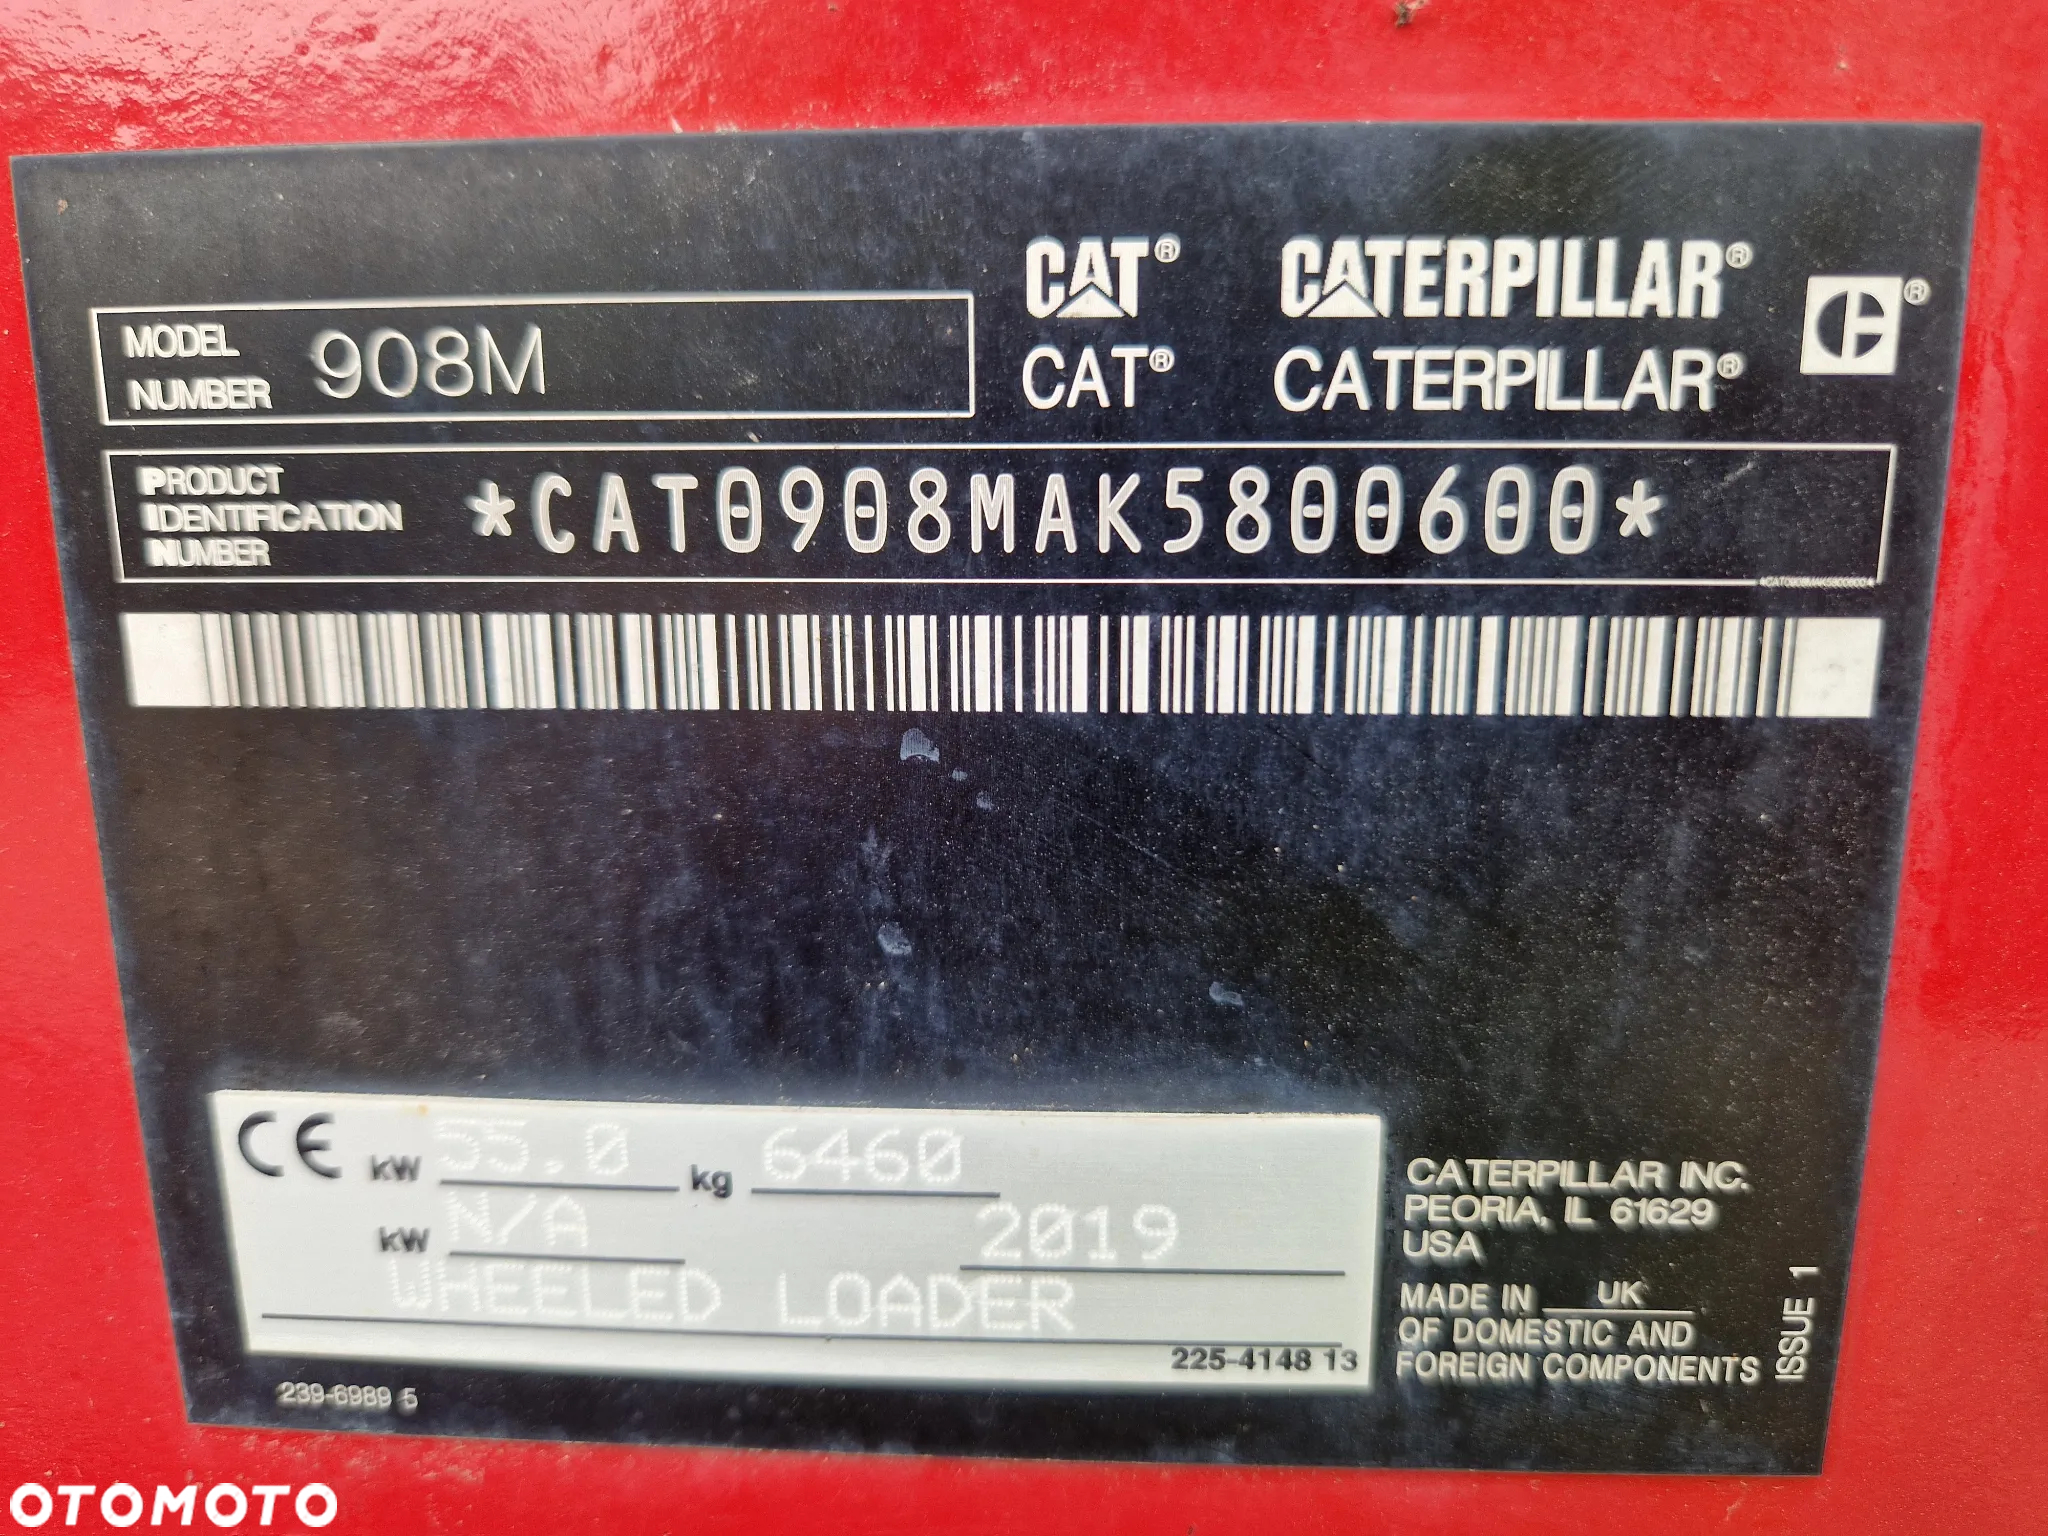 CAT® CATERPILLAR®
CAT® CATERPILLAR®
MODEL
NUMBER
908M
PRODUCT
IDENTIFICATION
NUMBER
*CAT0908MAK5800600*
*CAT0908MAK5800600*
CE kW 55.0 kg 6460
kW N/A 2019
WHEELED LOADER
225-4148 13
239-6989 5
CATERPILLAR INC.
PEORIA, IL 61629
USA
MADE IN UK
OF DOMESTIC AND
FOREIGN COMPONENTS
ISSUE 1
OTOMOTO